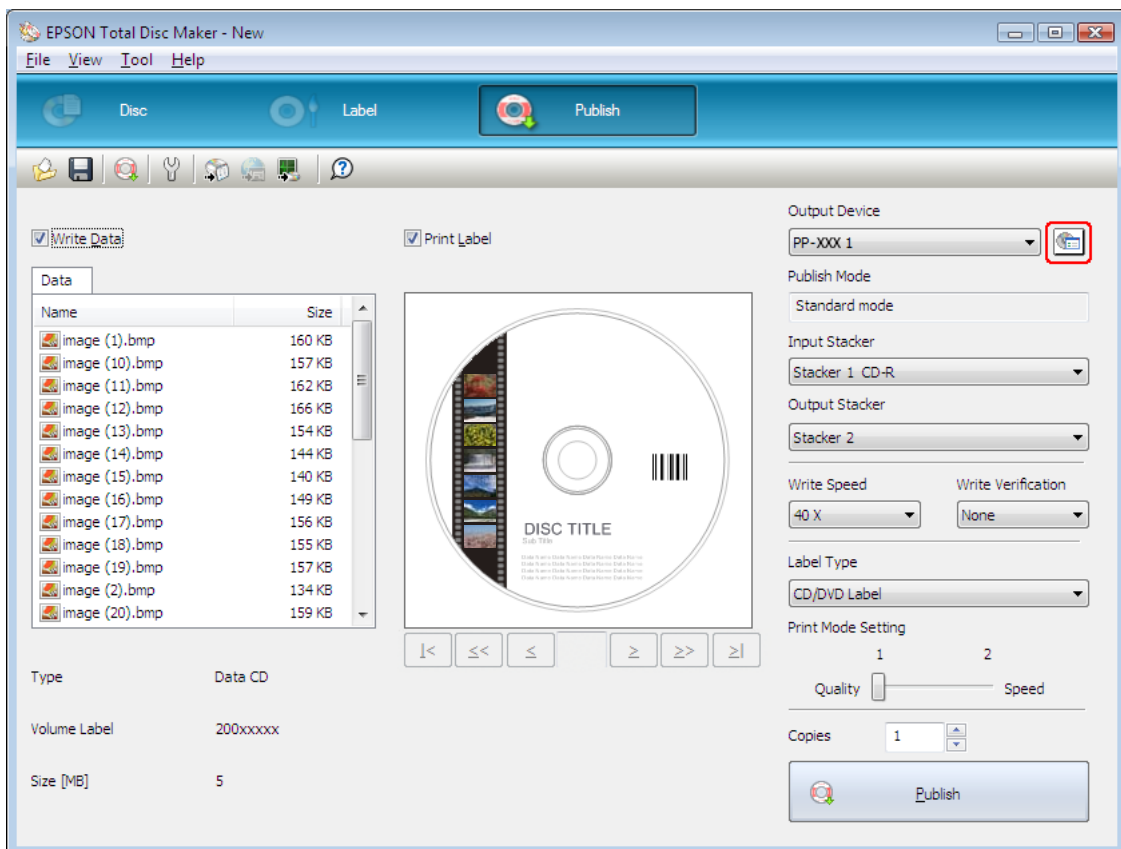 EPSON Total Disc Maker - New
File View Tool Help
Disc
Label
Publish
Write Data
Print Label
Output Device
PP-XXX 1
Publish Mode
Standard mode
Input Stacker
Stacker 1 CD-R
Output Stacker
Stacker 2
Write Speed Write Verification
40 X None
Label Type
CD/DVD Label
Print Mode Setting
1 2
Quality Speed
Copies 1
Publish
Data
Name Size
image (1).bmp 160 KB
image (10).bmp 157 KB
image (11).bmp 162 KB
image (12).bmp 166 KB
image (13).bmp 154 KB
image (14).bmp 144 KB
image (15).bmp 140 KB
image (16).bmp 149 KB
image (17).bmp 156 KB
image (18).bmp 155 KB
image (19).bmp 157 KB
image (2).bmp 134 KB
image (20).bmp 159 KB
DISC TITLE
Sub Title
|< << < > >> >|
Type Data CD
Volume Label 200xxxxx
Size [MB] 5